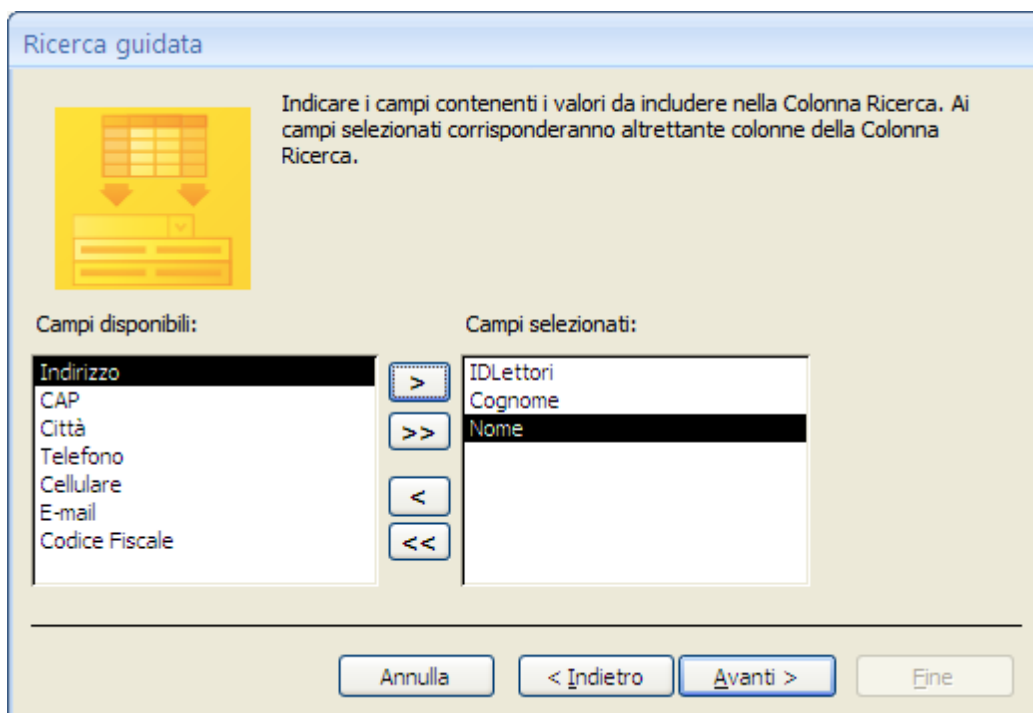 Ricerca guidata
Indicare i campi contenenti i valori da includere nella Colonna Ricerca. Ai
campi selezionati corrisponderanno altrettante colonne della Colonna
Ricerca.
Campi disponibili:
Indirizzo
CAP
Città
Telefono
Cellulare
E-mail
Codice Fiscale
>
>>
<
<<
Campi selezionati:
IDLettori
Cognome
Nome
Annulla
< Indietro
Avanti >
Fine